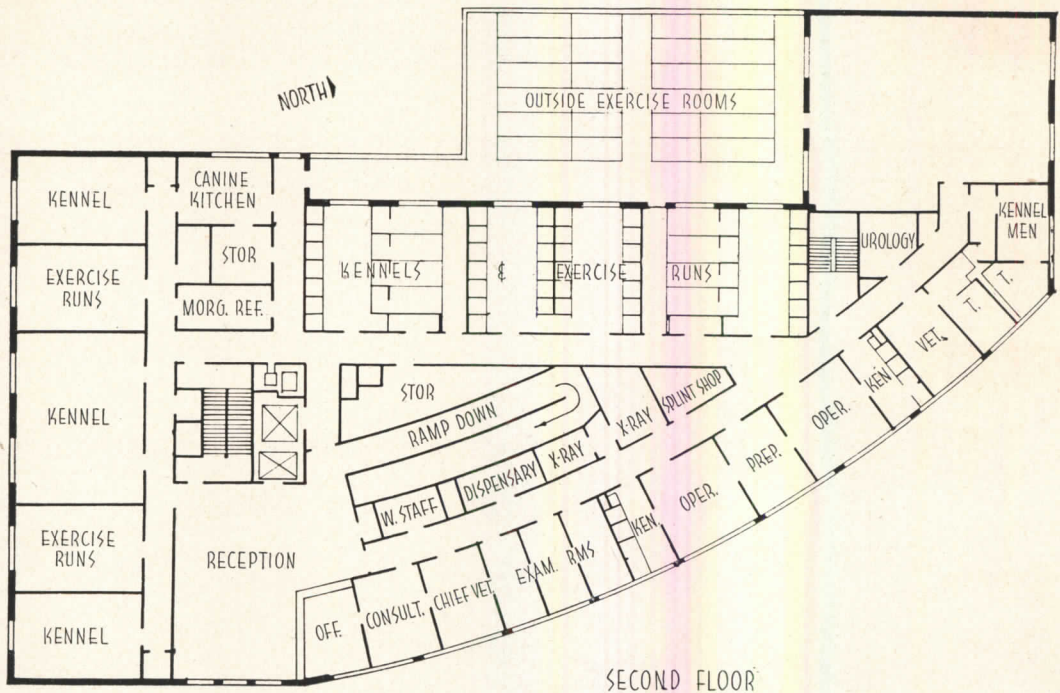 NORTH
OUTSIDE EXERCISE ROOMS
KENNEL
CANINE
KITCHEN
STOR
EXERCISE
RUNS
MORG. REF.
KENNELS & EXERCISE RUNS
UROLOGY
KENNEL
MEN
T.
T.
VET.
KEN
OPER.
PREP.
OPER.
KEN.
SPLINT SHOP
X-RAY
STOR
RAMP DOWN
X-RAY
DISPENSARY
W. STAFF
KENNEL
EXERCISE
RUNS
RECEPTION
EXAM. RMS
CHIEF VET.
CONSULT.
OFF.
KENNEL
SECOND FLOOR